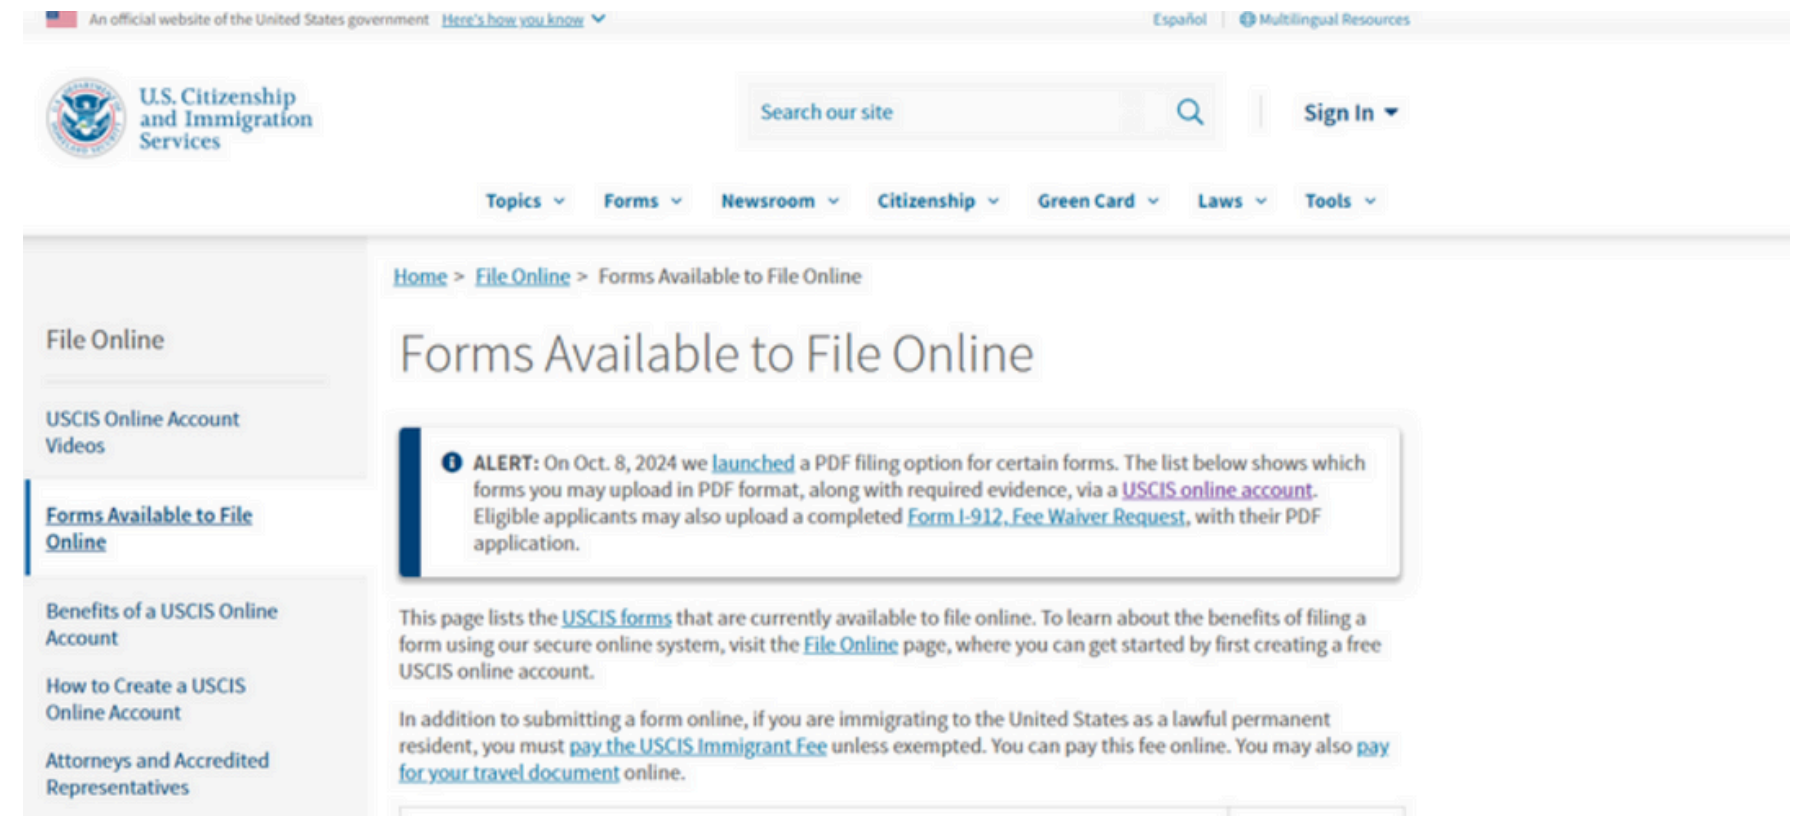 An official website of the United States government Here's how you know
Español Multilingual Resources
U.S. Citizenship
and Immigration
Services
Search our site
Sign In
Topics Forms Newsroom Citizenship Green Card Laws Tools
Home > File Online > Forms Available to File Online
File Online
USCIS Online Account
Videos
Forms Available to File
Online
Benefits of a USCIS Online
Account
How to Create a USCIS
Online Account
Attorneys and Accredited
Representatives
Forms Available to File Online
ALERT: On Oct. 8, 2024 we launched a PDF filing option for certain forms. The list below shows which
forms you may upload in PDF format, along with required evidence, via a USCIS online account.
Eligible applicants may also upload a completed Form I-912, Fee Waiver Request, with their PDF
application.
This page lists the USCIS forms that are currently available to file online. To learn about the benefits of filing a
form using our secure online system, visit the File Online page, where you can get started by first creating a free
USCIS online account.
In addition to submitting a form online, if you are immigrating to the United States as a lawful permanent
resident, you must pay the USCIS Immigrant Fee unless exempted. You can pay this fee online. You may also pay
for your travel document online.